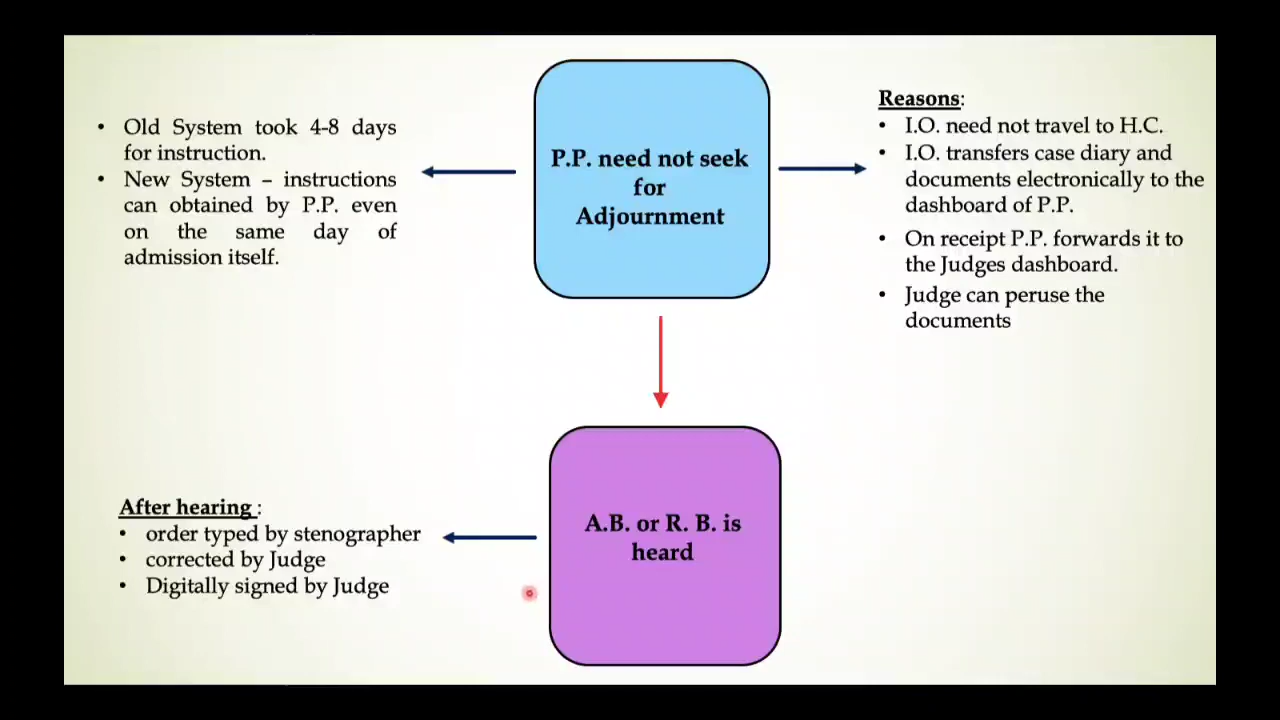 • Old System took 4-8 days
for instruction.
• New System – instructions
can obtained by P.P. even
on the same day of
admission itself.
P.P. need not seek
for
Adjournment
Reasons:
• I.O. need not travel to H.C.
• I.O. transfers case diary and
documents electronically to the
dashboard of P.P.
• On receipt P.P. forwards it to
the Judges dashboard.
• Judge can peruse the
documents
After hearing :
• order typed by stenographer
• corrected by Judge
• Digitally signed by Judge
A.B. or R. B. is
heard